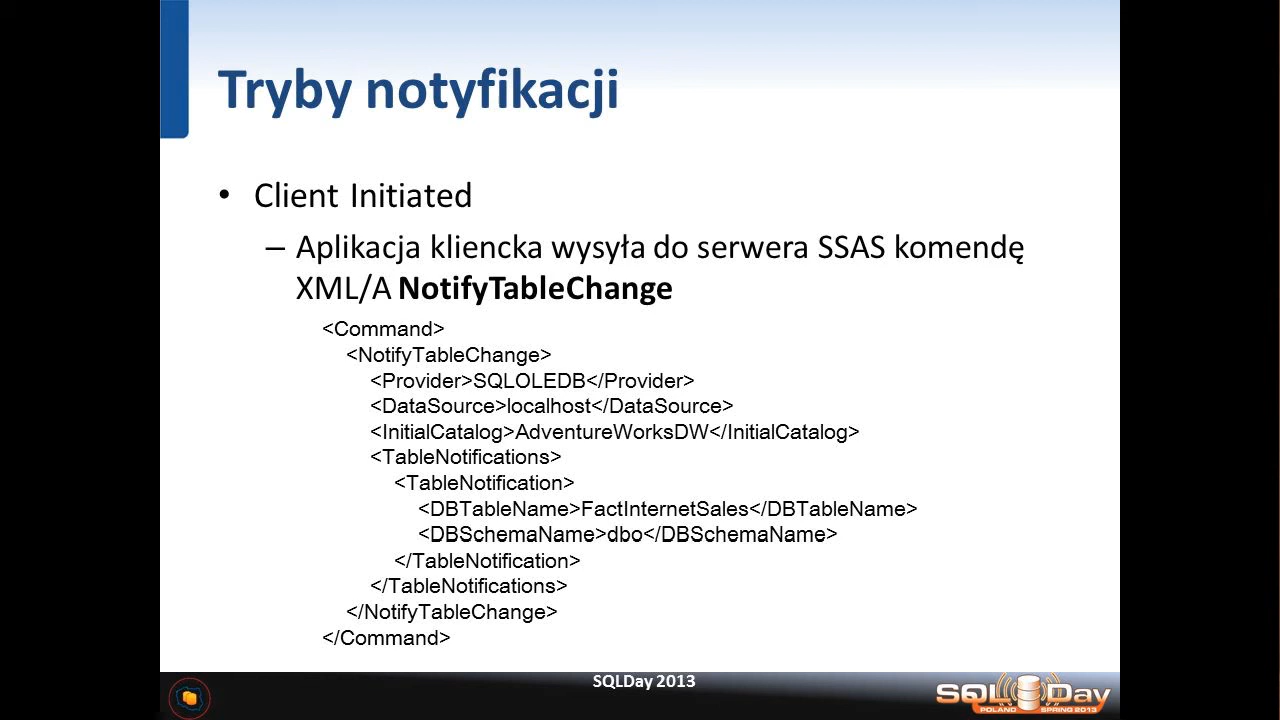 Tryby notyfikacji
• Client Initiated
– Aplikacja kliencka wysyła do serwera SSAS komendę
XML/A NotifyTableChange
<Command>
<NotifyTableChange>
<Provider>SQLOLEDB</Provider>
<DataSource>localhost</DataSource>
<InitialCatalog>AdventureWorksDW</InitialCatalog>
<TableNotifications>
<TableNotification>
<DBTableName>FactInternetSales</DBTableName>
<DBSchemaName>dbo</DBSchemaName>
</TableNotification>
</TableNotifications>
</NotifyTableChange>
</Command>
SQLDay 2013
SQL Day
POLAND SPRING 2013